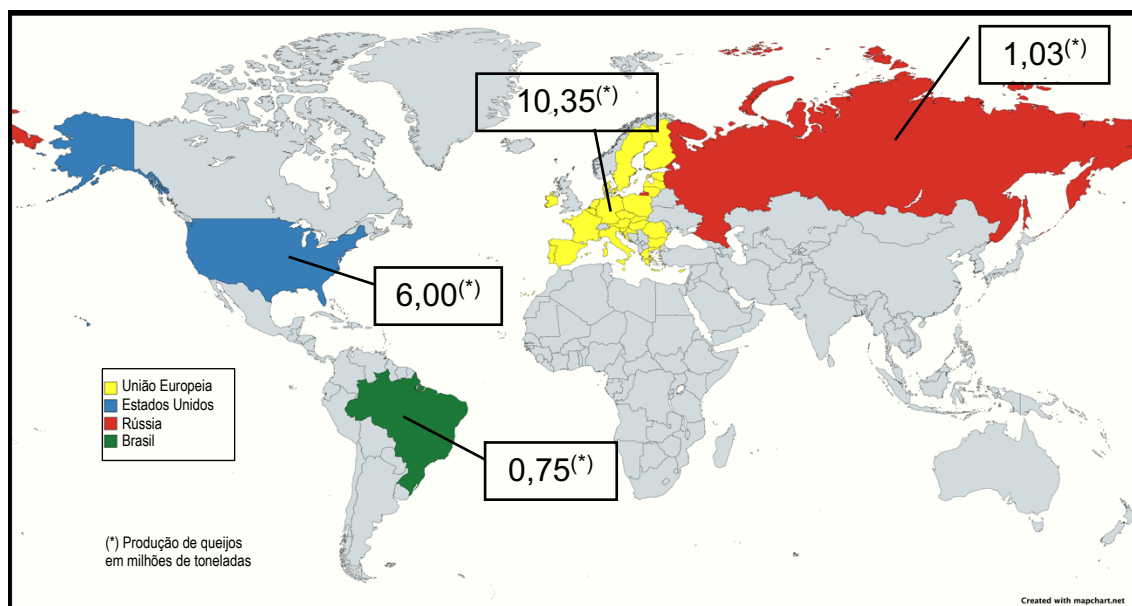 1,03(*)
10,35(*)
6,00(*)
União Europeia
Estados Unidos
Rússia
Brasil
0,75(*)
(*) Produção de queijos
em milhões de toneladas
Created with mapchart.net